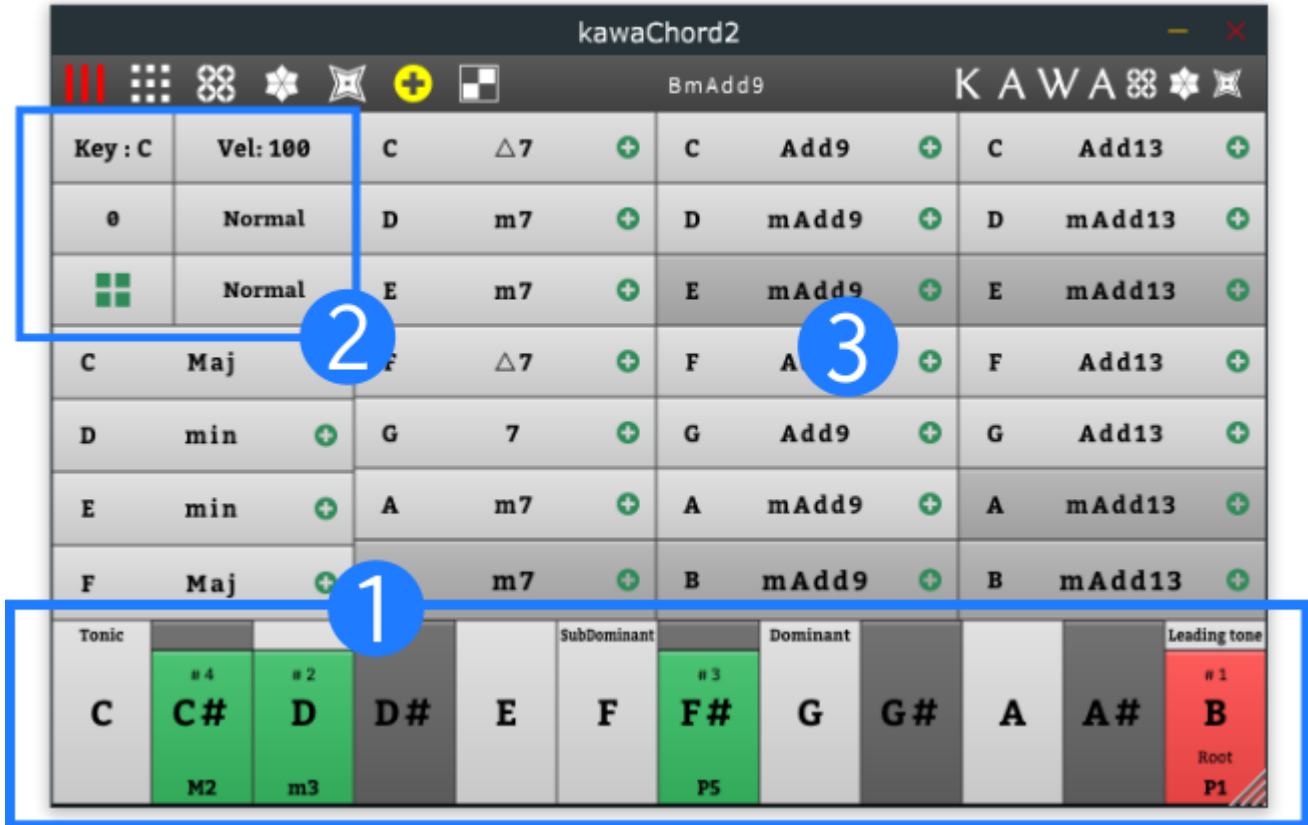 kawaChord2
BmAdd9 KAWA
Key : C Vel: 100 C △7 C Add9 C Add13
0 Normal D m7 D mAdd9 D mAdd13
Normal E m7 E mAdd9 E mAdd13
2 3
C Maj F △7 F F Add13
D min G 7 G Add9 G Add13
E min A m7 A mAdd9 A mAdd13
F Maj m7 B mAdd9 B mAdd13
1
Tonic SubDominant Dominant Leading tone
#4 #2 #3 #1
C C# D D# E F F# G G# A A# B
Root
M2 m3 P5 P1